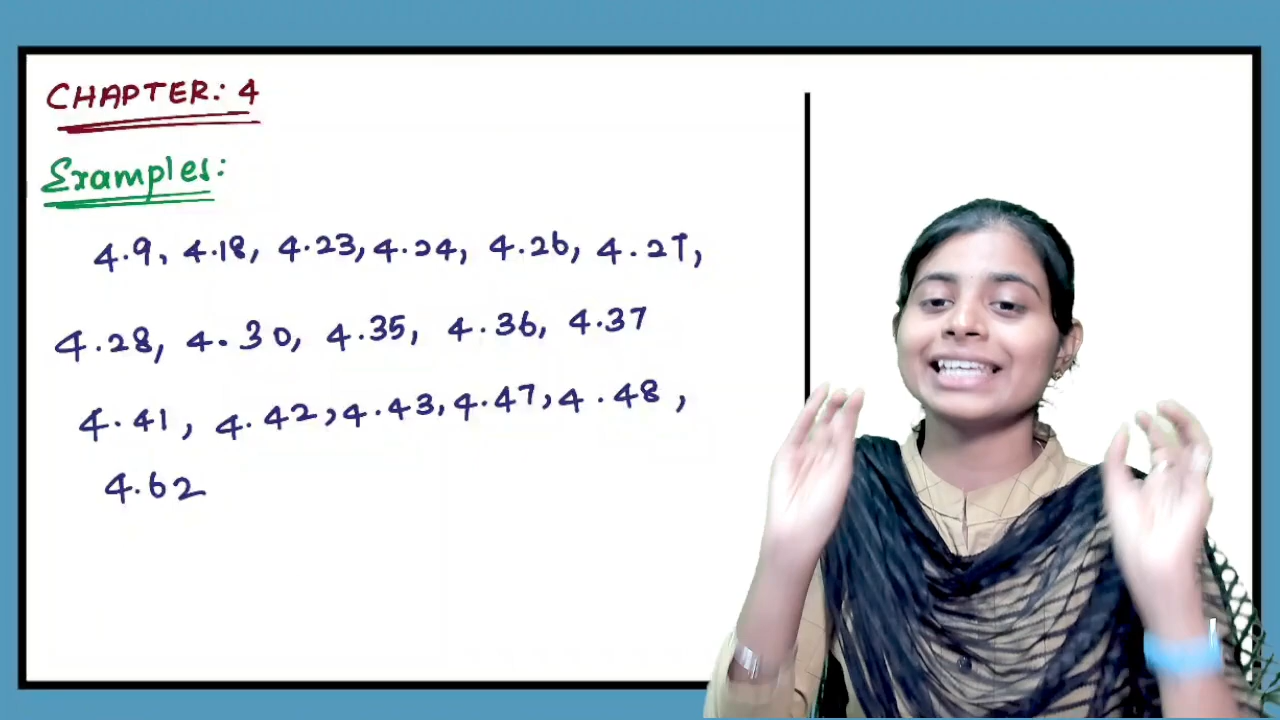 CHAPTER: 4
Examples:
4.9, 4.18, 4.23, 4.24, 4.26, 4.27,
4.28, 4.30, 4.35, 4.36, 4.37
4.41, 4.42, 4.43, 4.47, 4.48,
4.62